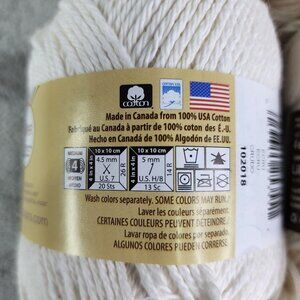 COTTON
Made in Canada from 100% USA Cotton
Fabriqué au Canada à partir de 100% coton des É.-U.
Hecho en Canadá con 100% Algodón de EE.UU.
MEDIUM
4
10 x 10 cm
4 in x 4 in
4.5 mm
U.S. 7
20 Sts
26 R
10 x 10 cm
4 in x 4 in
5 mm
U.S. H/8
13 Sc
14 R
Wash colors separately. SOME COLORS MAY RUN.
Laver les couleurs séparément.
CERTAINES COULEURS PEUVENT DÉTEINDRE.
Lavar ropa de colores por separado.
ALGUNOS COLORES PUEDEN CORRERSE.
1021018